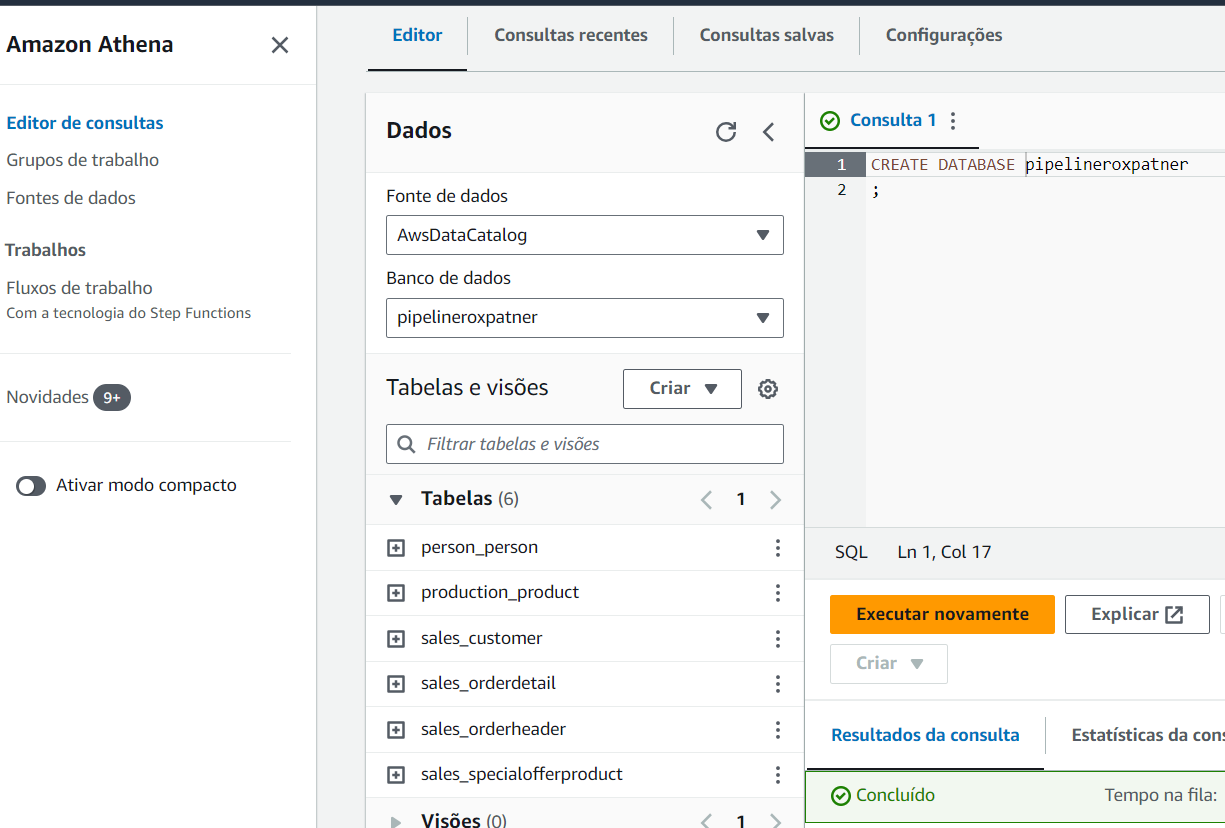 Amazon Athena
Editor de consultas
Grupos de trabalho
Fontes de dados
Trabalhos
Fluxos de trabalho
Com a tecnologia do Step Functions
Novidades 9+
Ativar modo compacto
Editor Consultas recentes Consultas salvas Configurações
Dados
Fonte de dados
AwsDataCatalog
Banco de dados
pipelineroxpatner
Tabelas e visões Criar
Filtrar tabelas e visões
Tabelas (6) 1
person_person
production_product
sales_customer
sales_orderdetail
sales_orderheader
sales_specialofferproduct
Visões (0) 1
Consulta 1
1 CREATE DATABASE pipelineroxpatner
2 ;
SQL Ln 1, Col 17
Executar novamente Explicar
Criar
Resultados da consulta Estatísticas da cons
Concluído Tempo na fila: